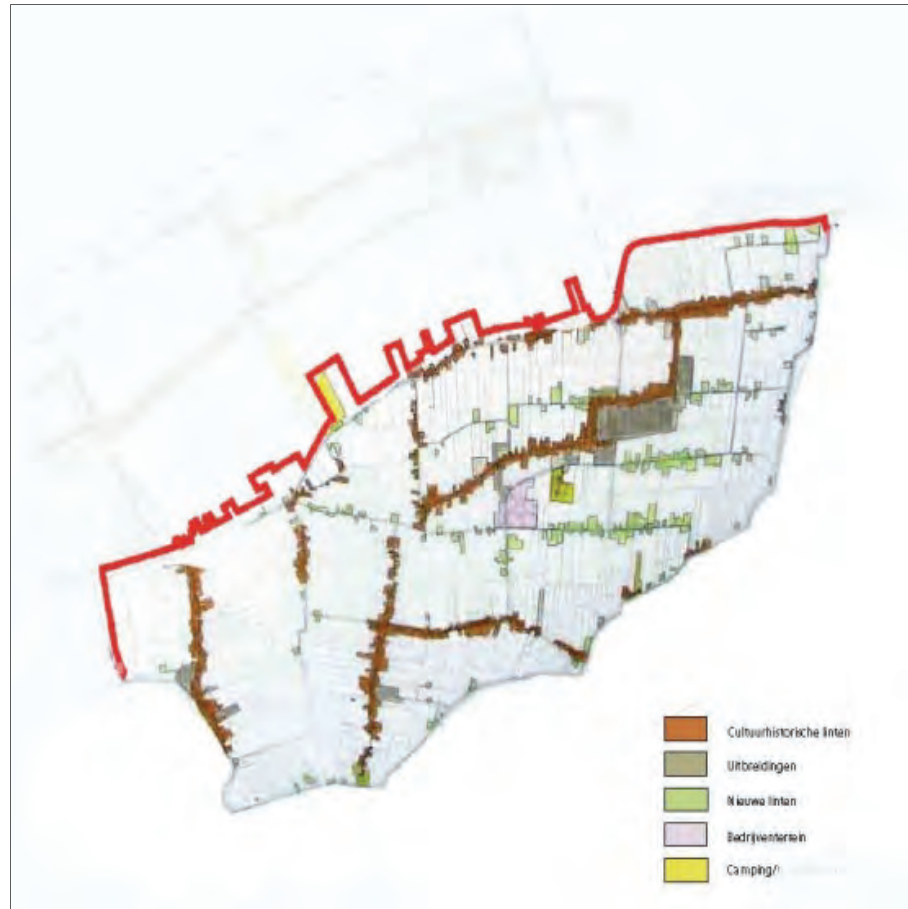 Cultuurhistorische linten
Uitbreidingen
Nieuwe linten
Bedrijventerrein
Camping/